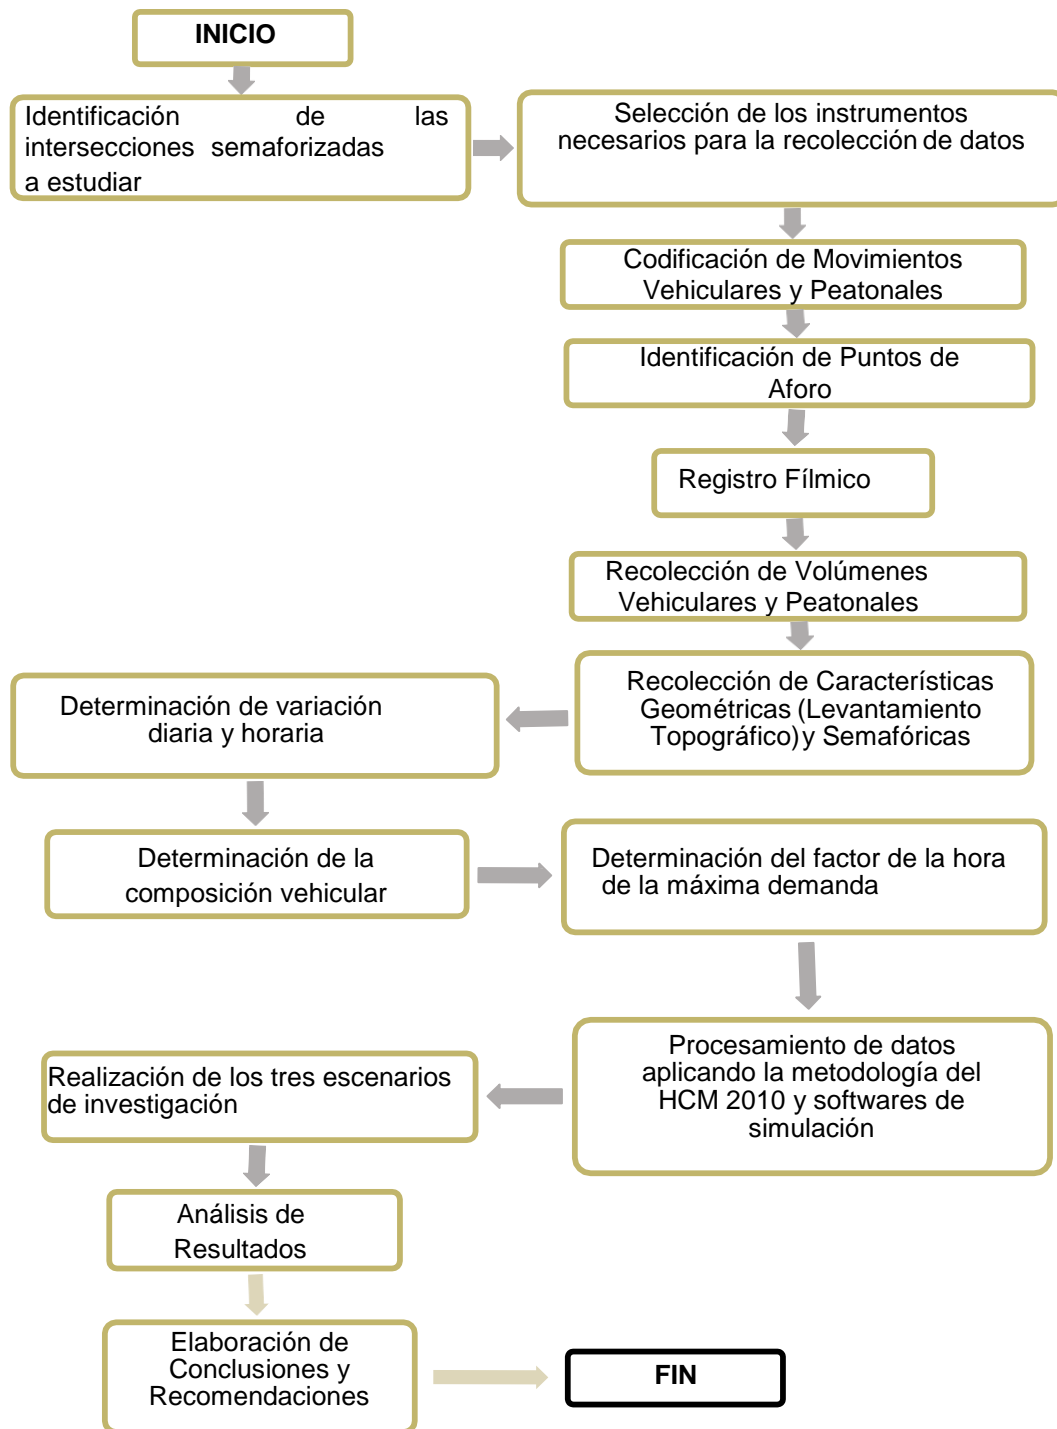 INICIO
Identificación de las
intersecciones semaforizadas
a estudiar
Selección de los instrumentos
necesarios para la recolección de datos
Codificación de Movimientos
Vehiculares y Peatonales
Identificación de Puntos de
Aforo
Registro Fílmico
Recolección de Volúmenes
Vehiculares y Peatonales
Recolección de Características
Geométricas (Levantamiento
Topográfico) y Semafóricas
Determinación de variación
diaria y horaria
Determinación de la
composición vehicular
Determinación del factor de la hora
de la máxima demanda
Procesamiento de datos
aplicando la metodología del
HCM 2010 y softwares de
simulación
Realización de los tres escenarios
de investigación
Análisis de
Resultados
Elaboración de
Conclusiones y
Recomendaciones
FIN